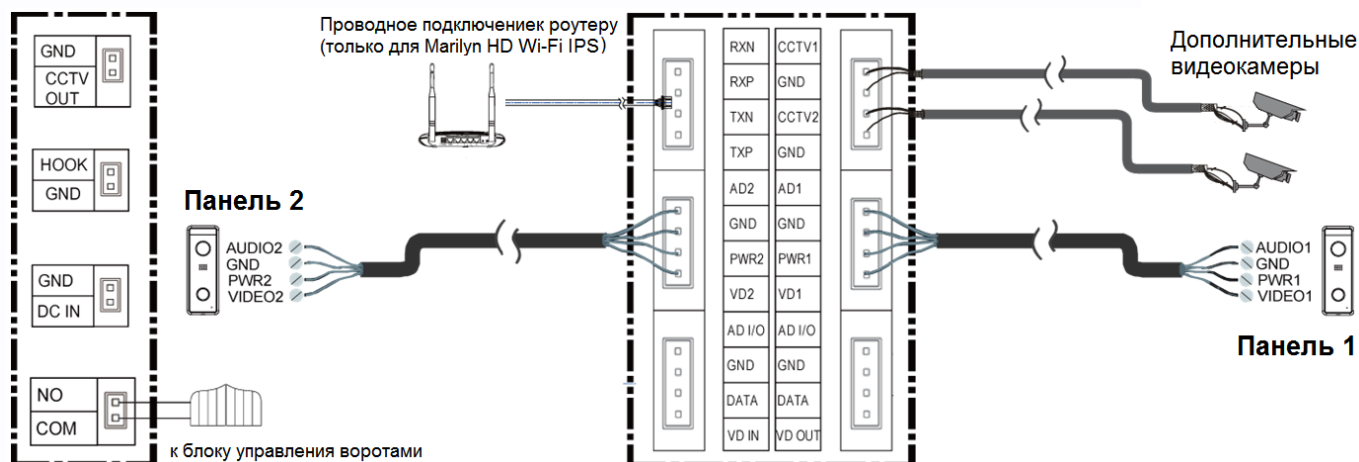 GND
CCTV
OUT
HOOK
GND
GND
DC IN
NO
COM
к блоку управления воротами
Панель 2
AUDIO2
GND
PWR2
VIDEO2
Проводное подключениек роутеру
(только для Marilyn HD Wi-Fi IPS)
RXN CCTV1
RXP GND
TXN CCTV2
TXP GND
AD2 AD1
GND GND
PWR2 PWR1
VD2 VD1
AD I/O AD I/O
GND GND
DATA DATA
VD IN VD OUT
Дополнительные
видеокамеры
AUDIO1
GND
PWR1
VIDEO1
Панель 1